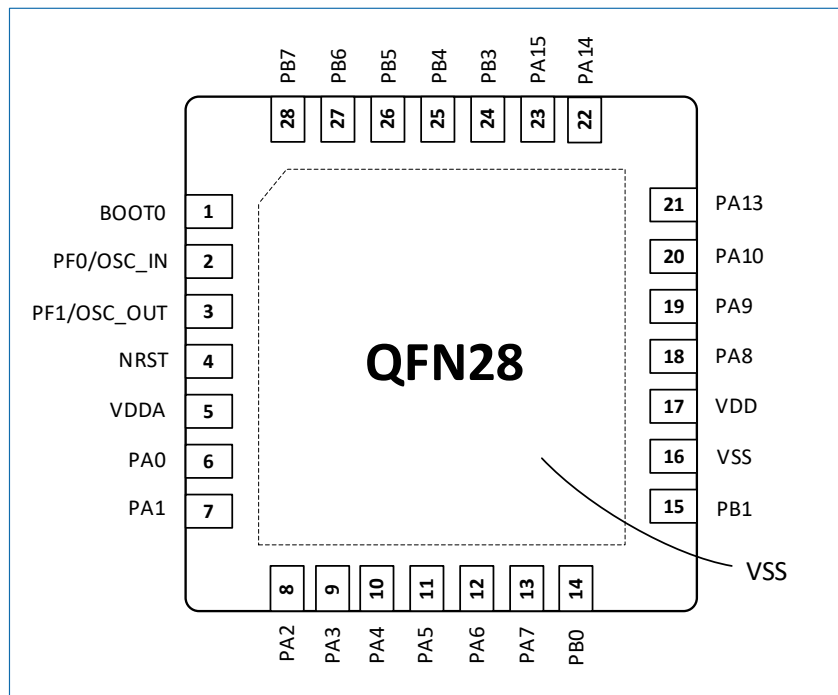 PB7 PB6 PB5 PB4 PB3 PA15 PA14
28 27 26 25 24 23 22
BOOT0 1
PF0/OSC_IN 2
PF1/OSC_OUT 3
NRST 4
VDDA 5
PA0 6
PA1 7
QFN28
21 PA13
20 PA10
19 PA9
18 PA8
17 VDD
16 VSS
15 PB1
VSS
8 9 10 11 12 13 14
PA2 PA3 PA4 PA5 PA6 PA7 PB0